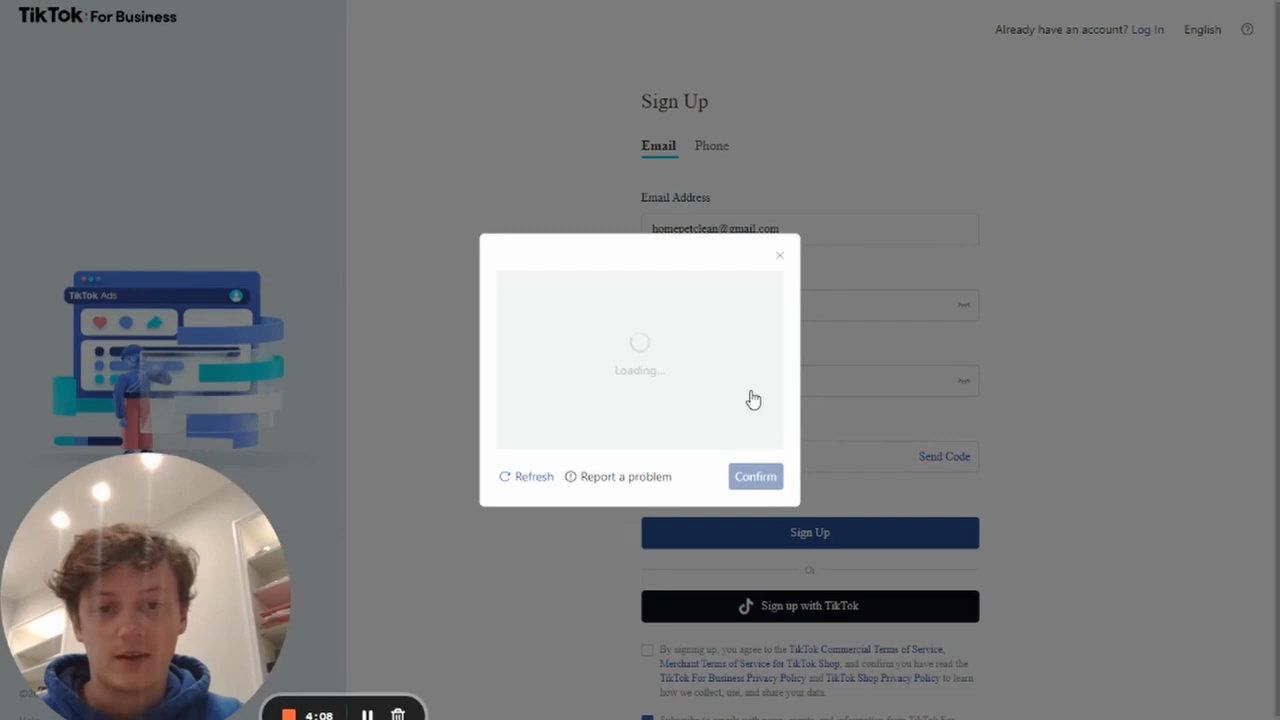 TikTok: For Business
Already have an account? Log In
English
Sign Up
Email
Phone
Email Address
homepetclean@gmail.com
TikTok Ads
Loading...
Refresh
Report a problem
Confirm
Send Code
Sign Up
Or
Sign up with TikTok
By signing up, you agree to the TikTok Commercial Terms of Service,
Merchant Terms of Service for TikTok Shop, and confirm you have read the
TikTok For Business Privacy Policy and TikTok Shop Privacy Policy to learn
how we collect, use, and share your data.
4:08